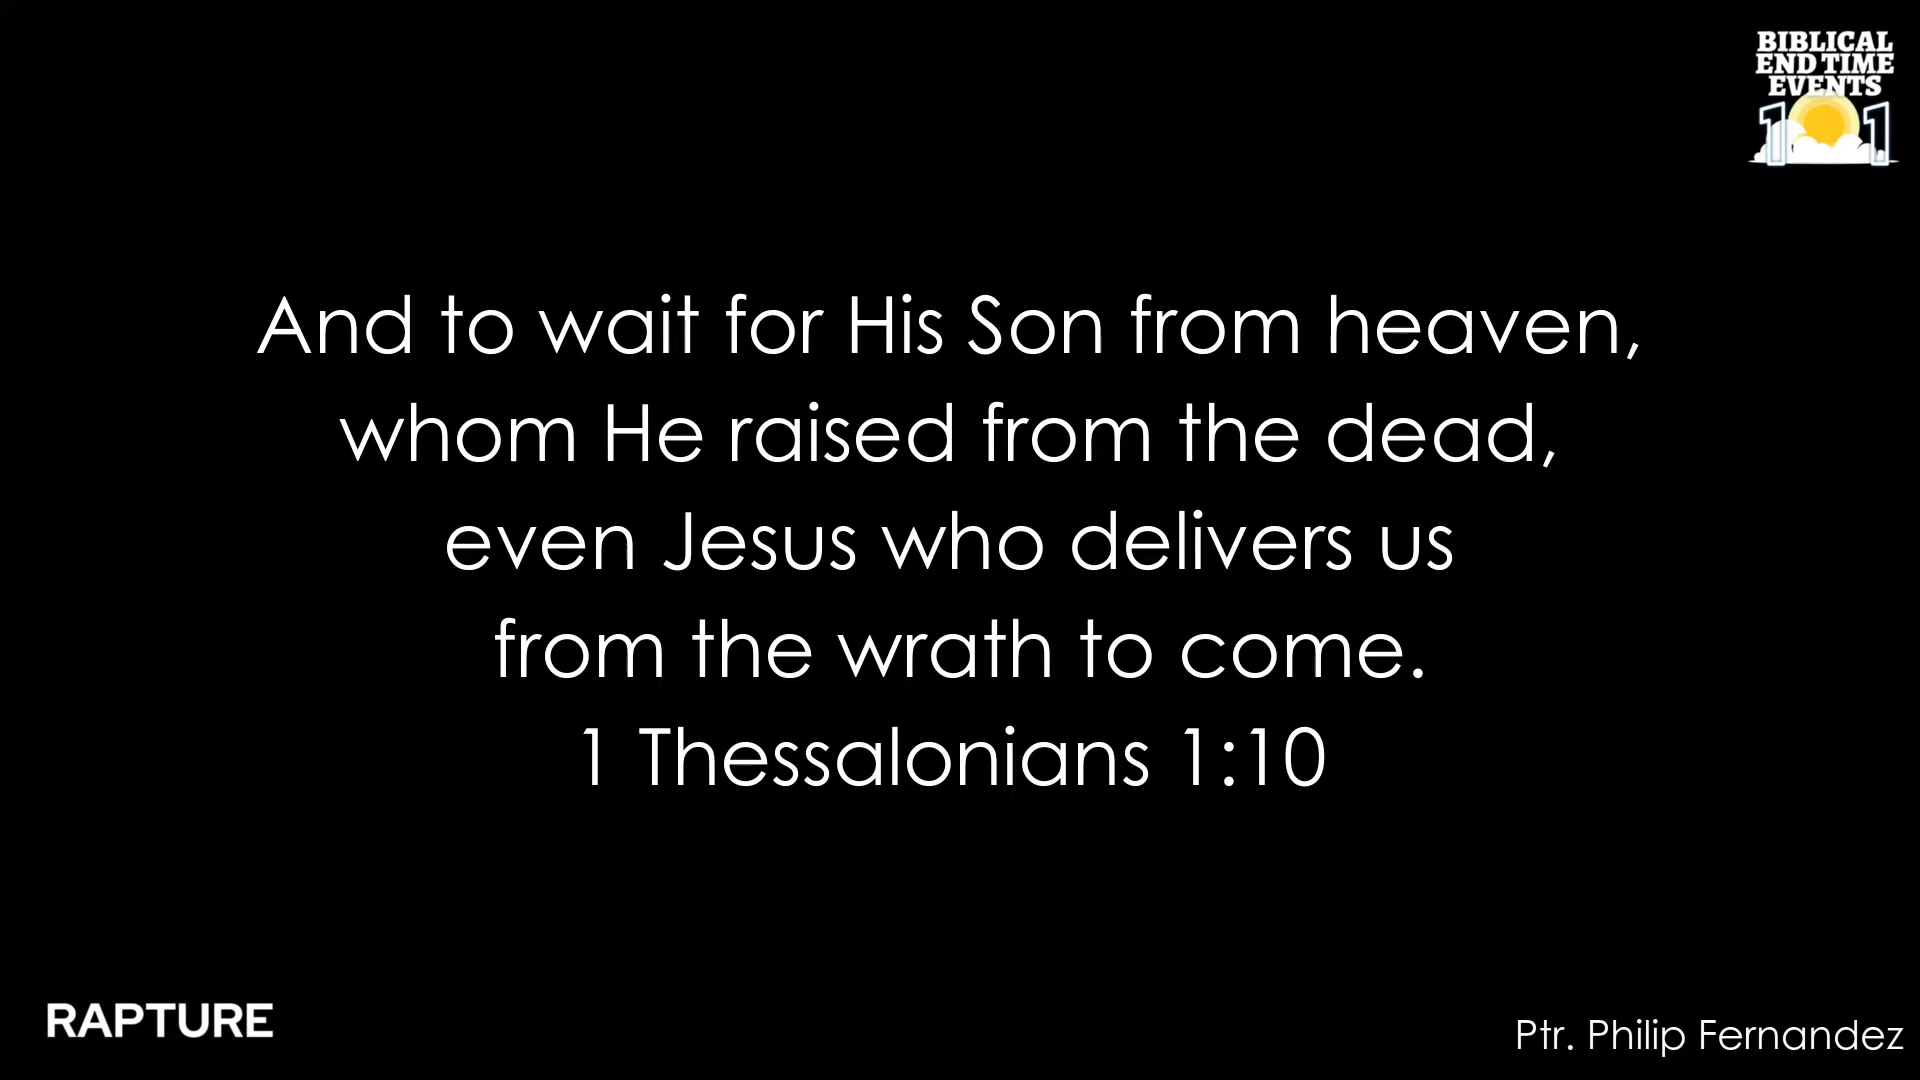 BIBLICAL
END TIME
EVENTS
101
And to wait for His Son from heaven,
whom He raised from the dead,
even Jesus who delivers us
from the wrath to come.
1 Thessalonians 1:10
RAPTURE
Ptr. Philip Fernandez